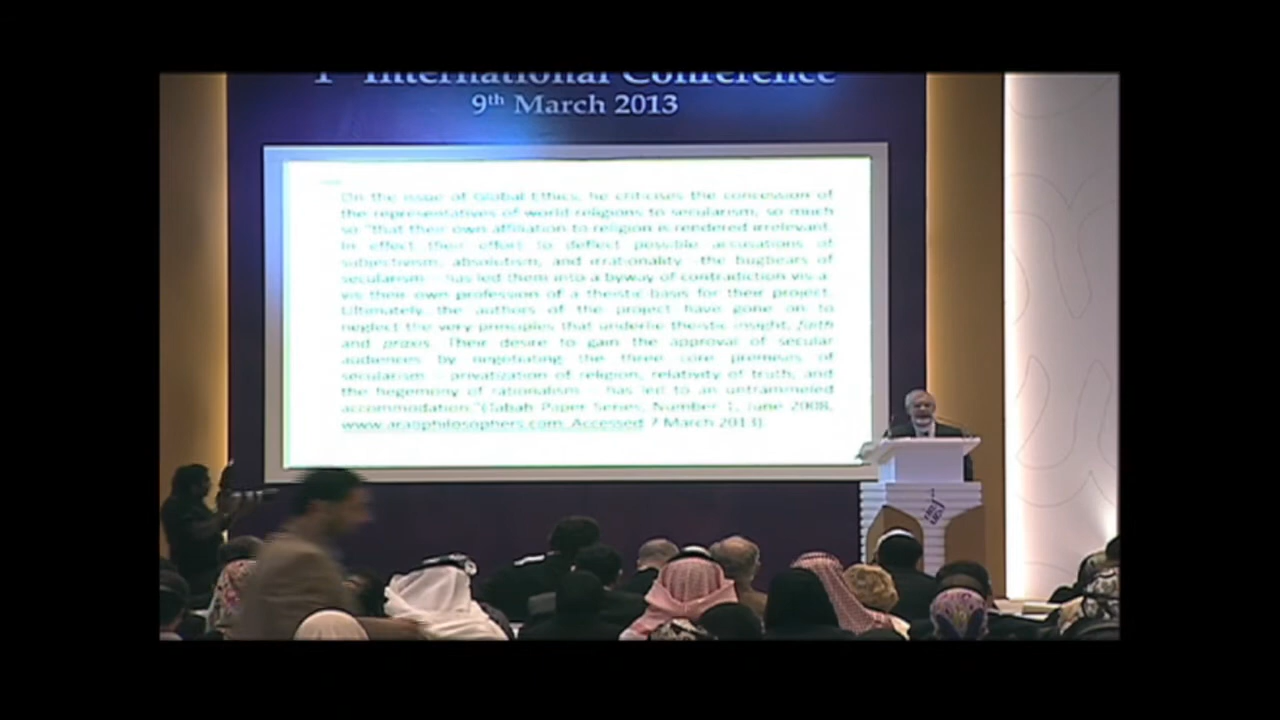 1 International Conference
9th March 2013
On the issue of Global Ethics, he criticises the concession of
the representatives of world religions to secularism, so much
so "that their own affiliation to religion is rendered irrelevant.
In effect their effort to deflect possible accusations of
subjectivism, absolutism, and irrationality - the bugbears of
secularism - has led them into a byway of contradiction vis-a-
vis their own profession of a theistic basis for their project.
Ultimately the authors of the project have gone on to
neglect the very principles that underlie theistic insight, faith
and praxis. Their desire to gain the approval of secular
audiences by negotiating the three core premises of
secularism - privatization of religion, relativity of truth, and
the hegemony of rationalism - has led to an untrammeled
accommodation."(Tabah Paper Series, Number 1, June 2008,
www.arabphilosophers.com. Accessed 7 March 2013).